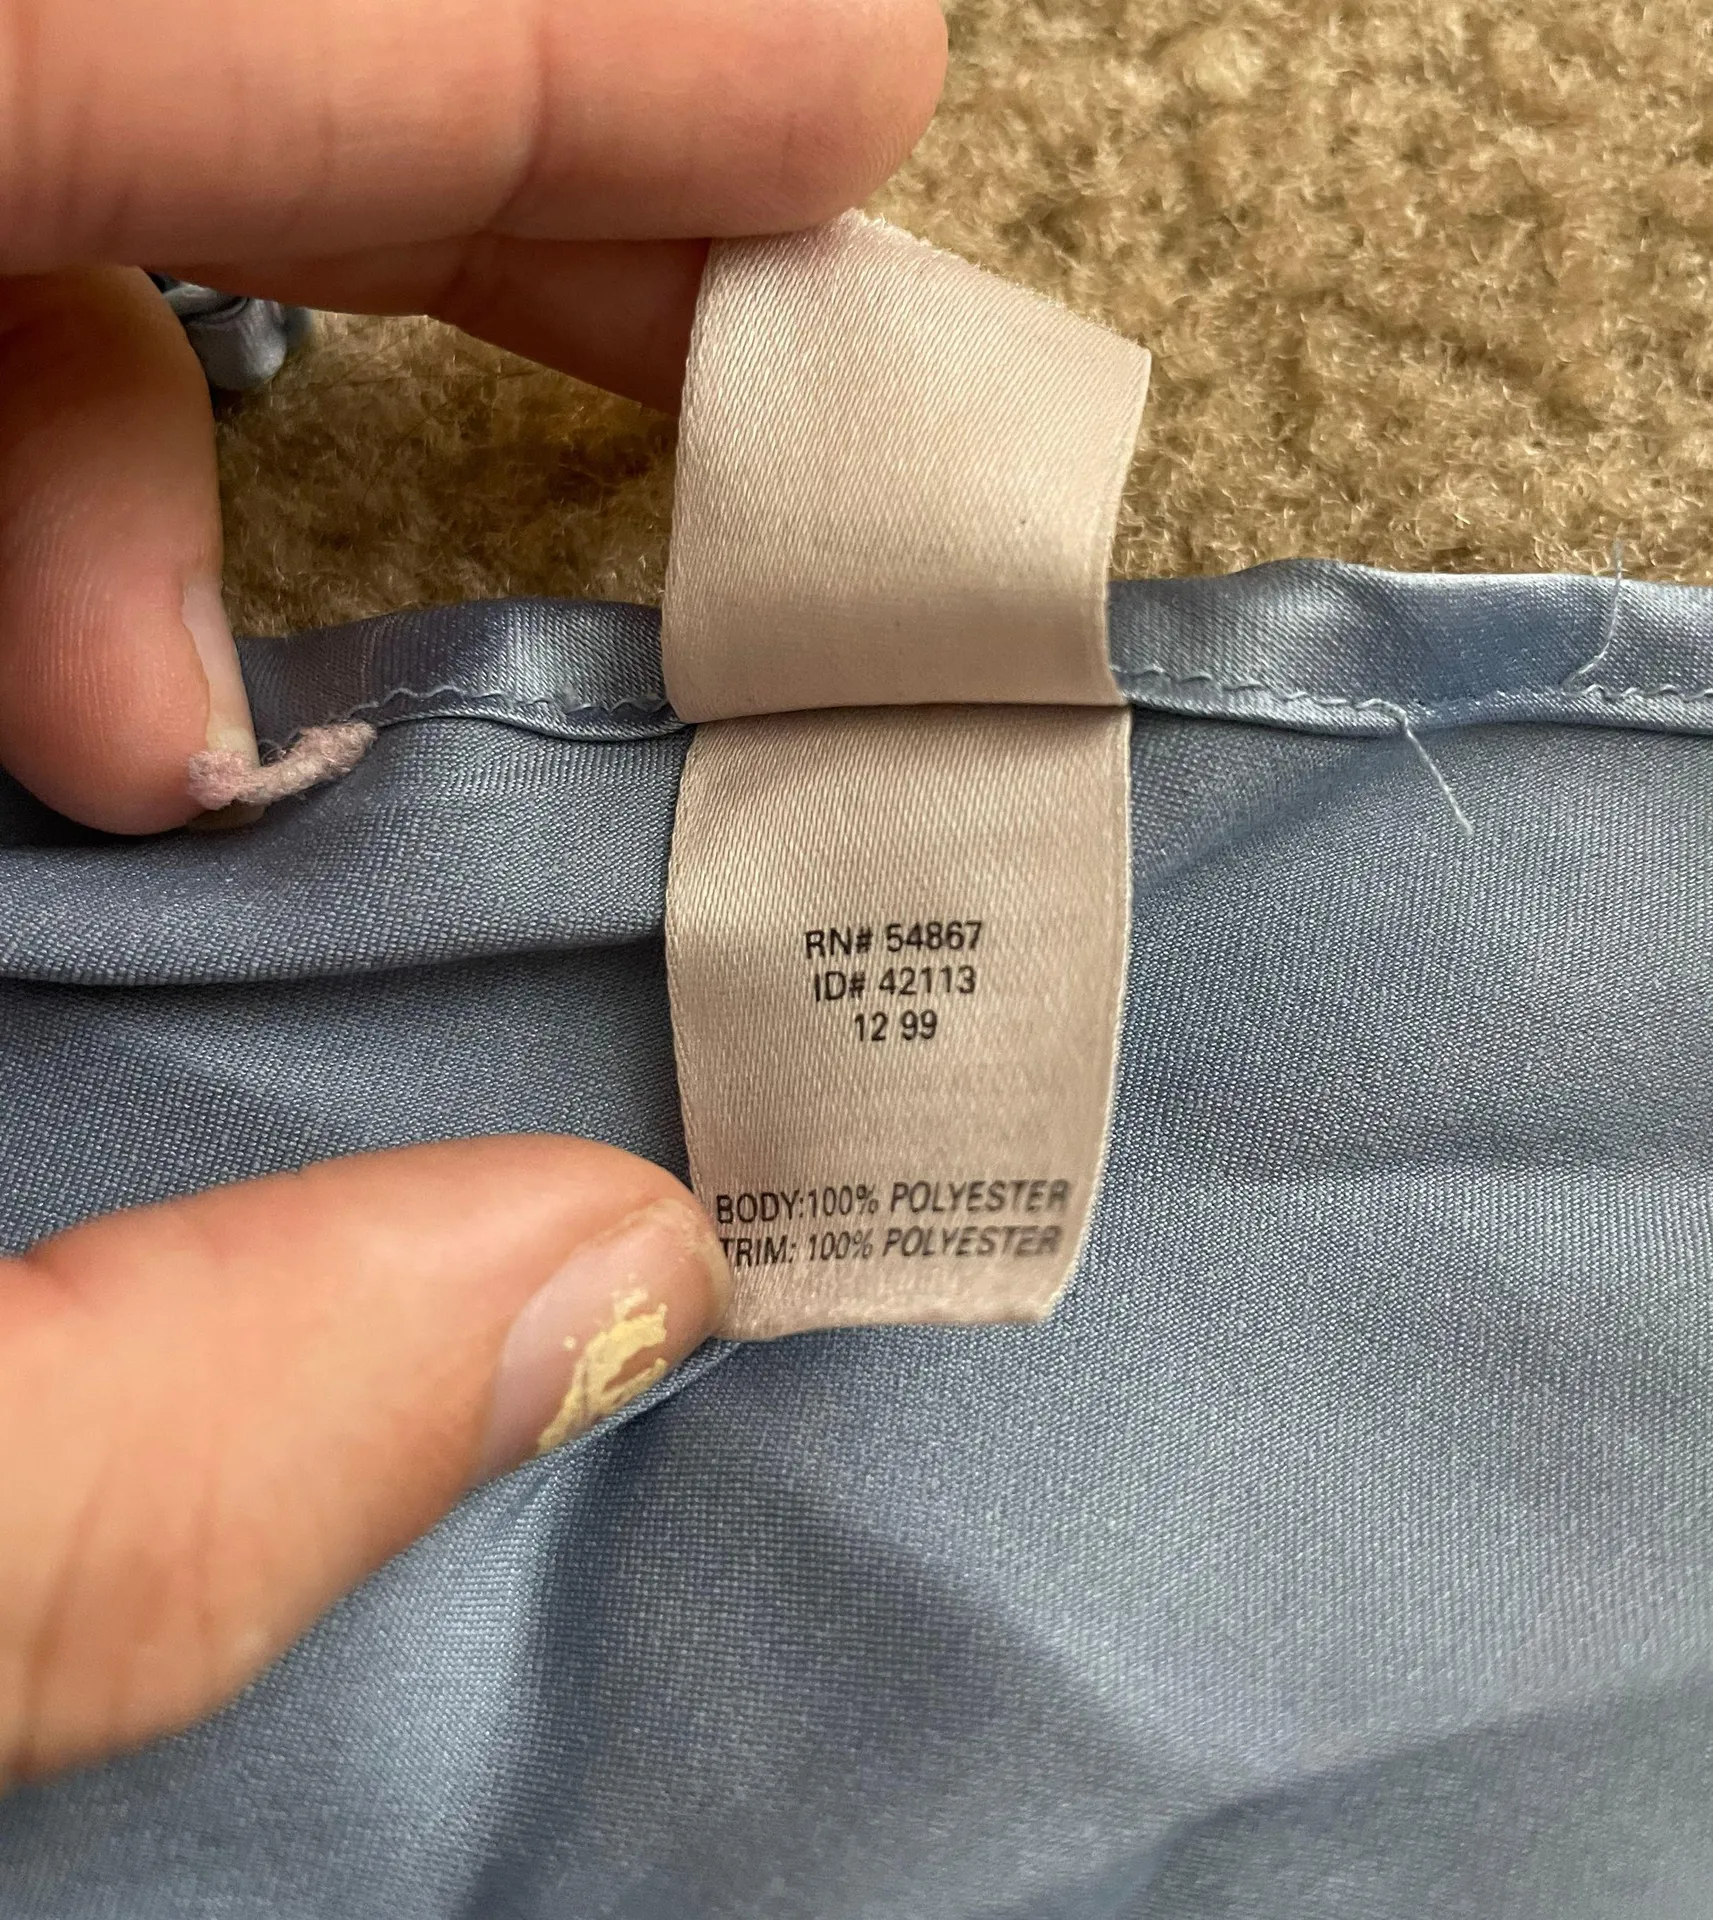 RN# 54867
ID# 42113
12 99
BODY:100% POLYESTER
TRIM: 100% POLYESTER